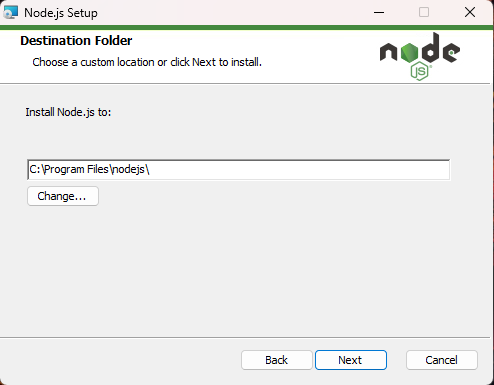 Node.js Setup
Destination Folder
Choose a custom location or click Next to install.
node
JS
Install Node.js to:
C:\Program Files\nodejs\
Change...
Back
Next
Cancel